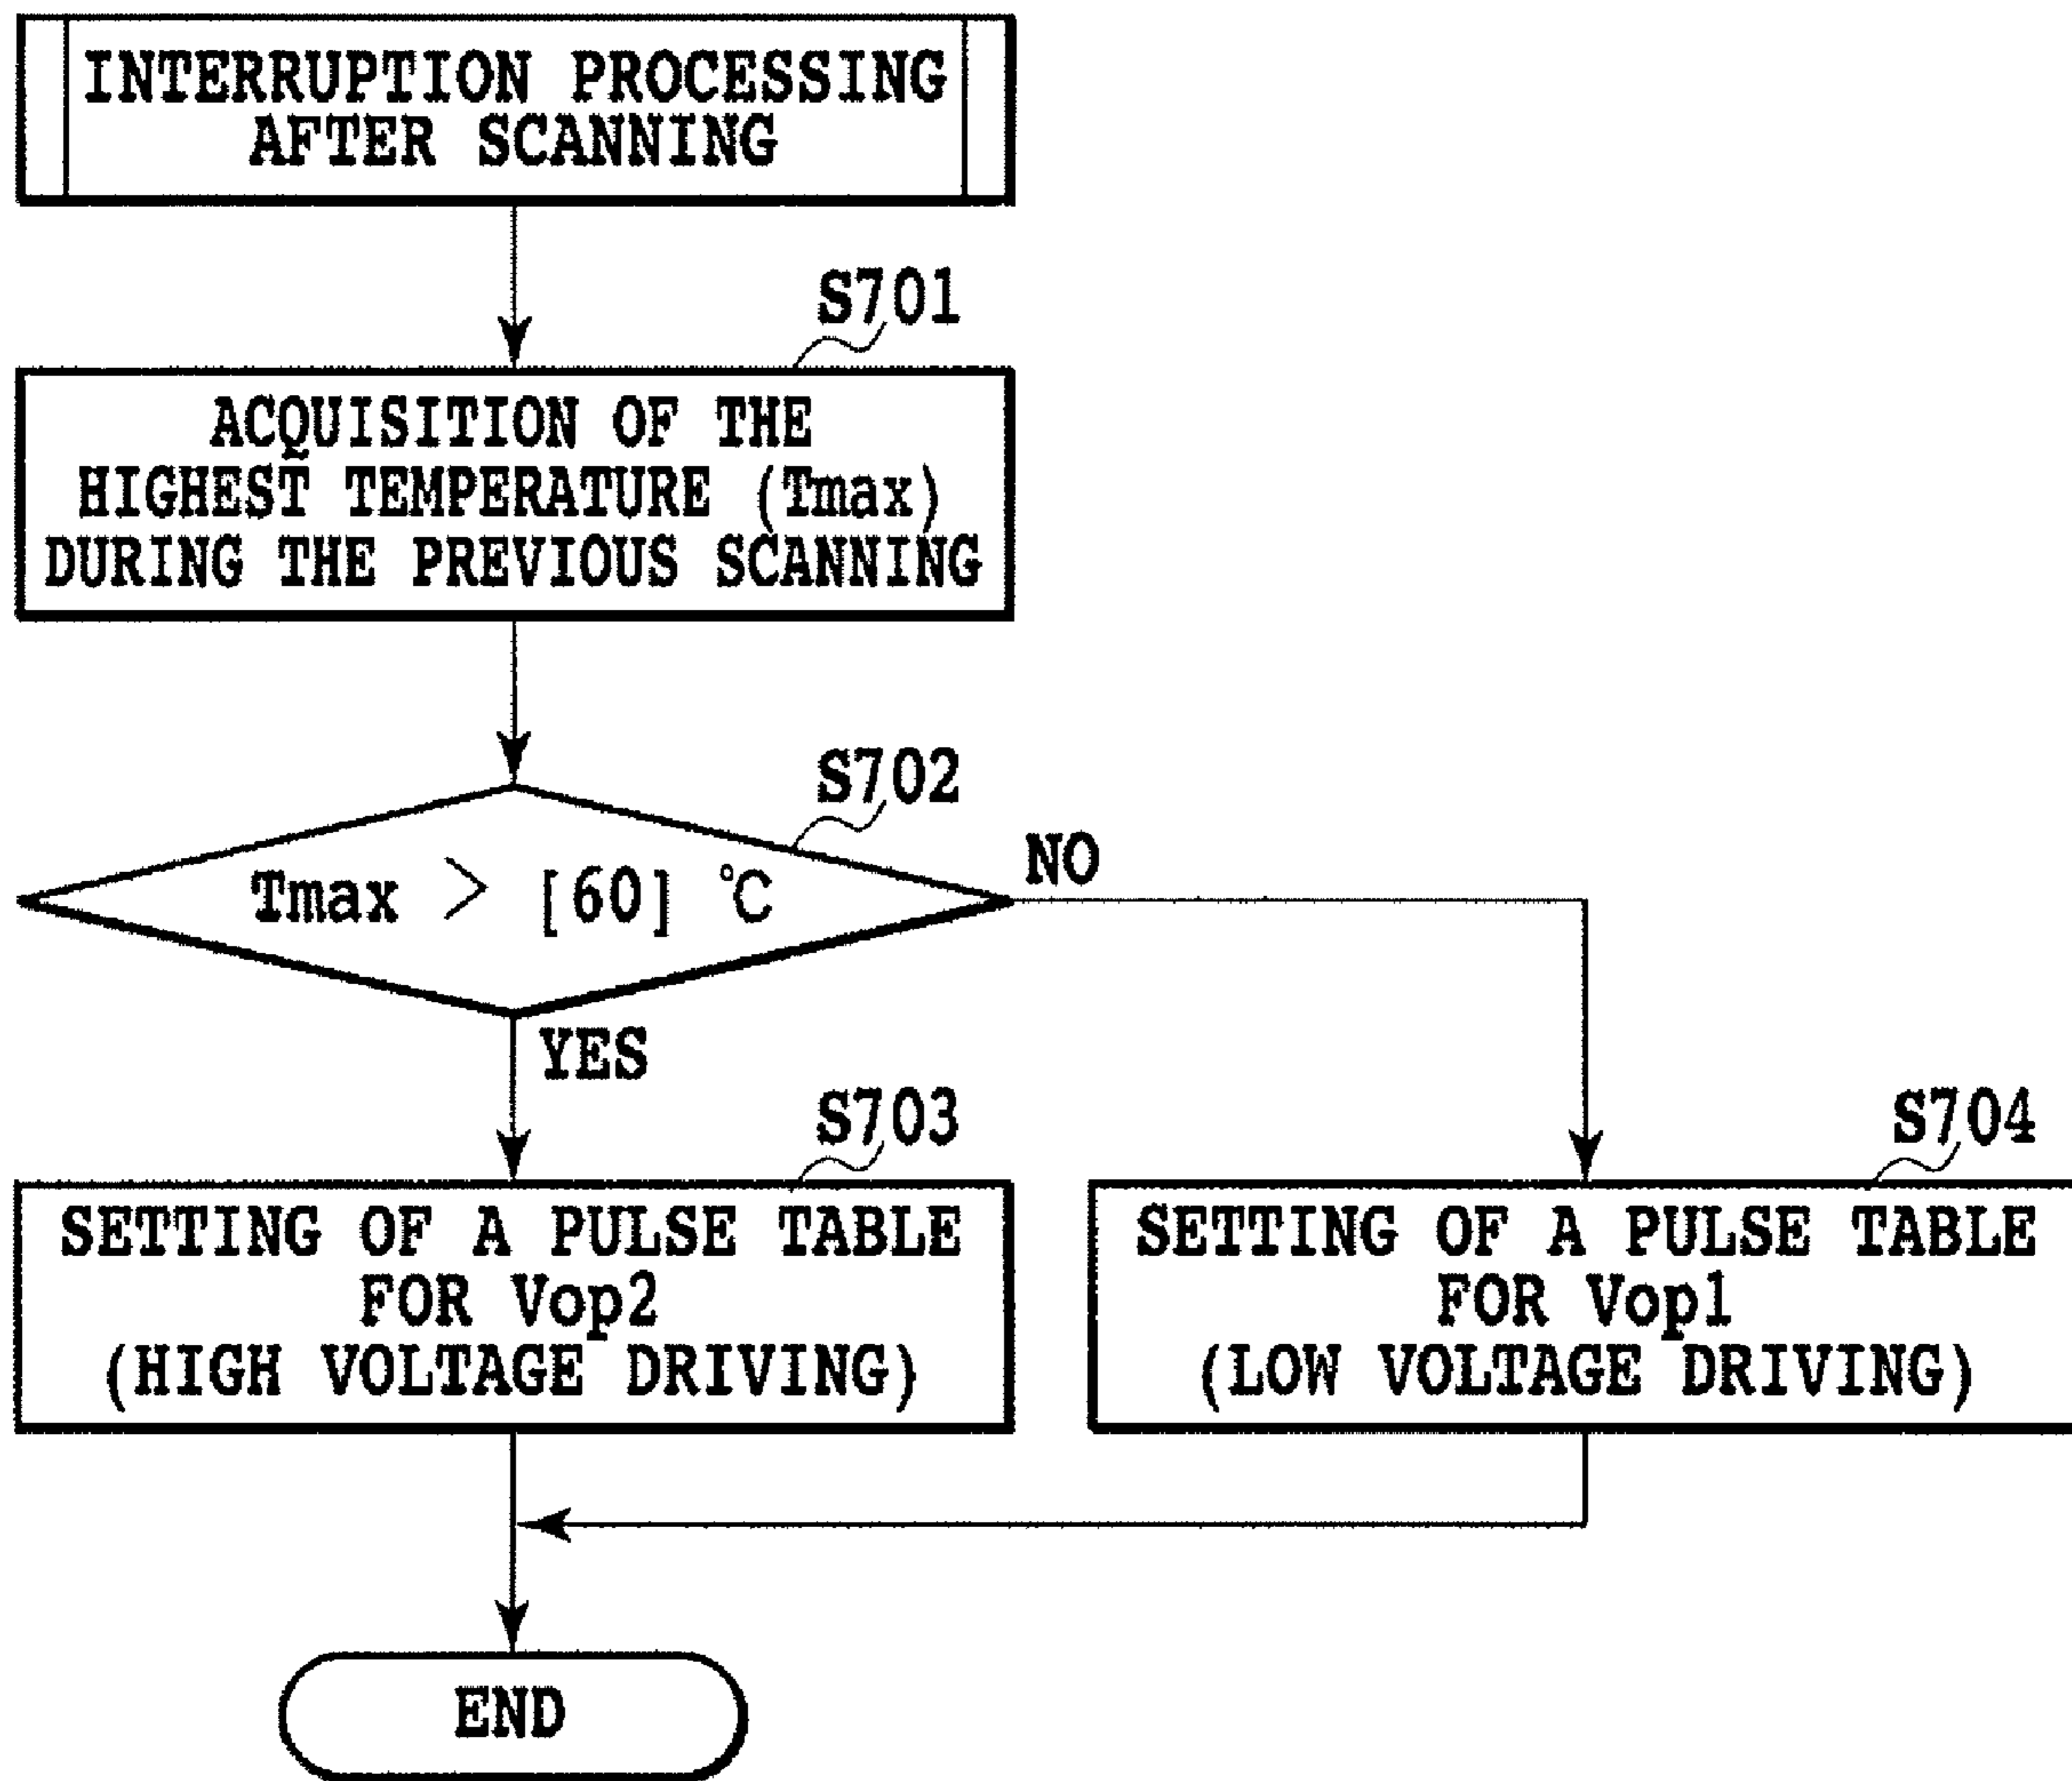 INTERRUPTION PROCESSING
AFTER SCANNING
S701
ACQUISITION OF THE
HIGHEST TEMPERATURE (Tmax)
DURING THE PREVIOUS SCANNING
S702
Tmax > [60] ℃
NO
YES
S703
SETTING OF A PULSE TABLE
FOR Vop2
(HIGH VOLTAGE DRIVING)
S704
SETTING OF A PULSE TABLE
FOR Vop1
(LOW VOLTAGE DRIVING)
END